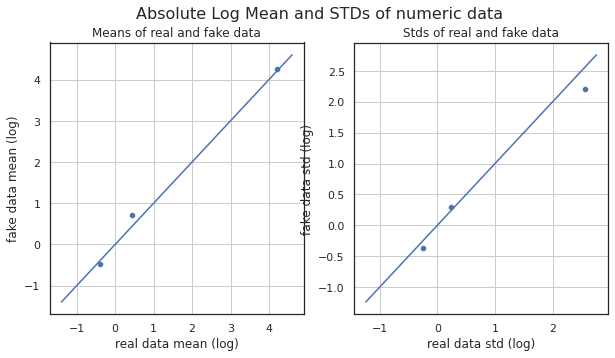 Absolute Log Mean and STDs of numeric data
Means of real and fake data
fake data mean (log)
4
3
2
1
0
−1
−1 0 1 2 3 4
real data mean (log)
Stds of real and fake data
fake data std (log)
2.5
2.0
1.5
1.0
0.5
0.0
−0.5
−1.0
−1 0 1 2
real data std (log)